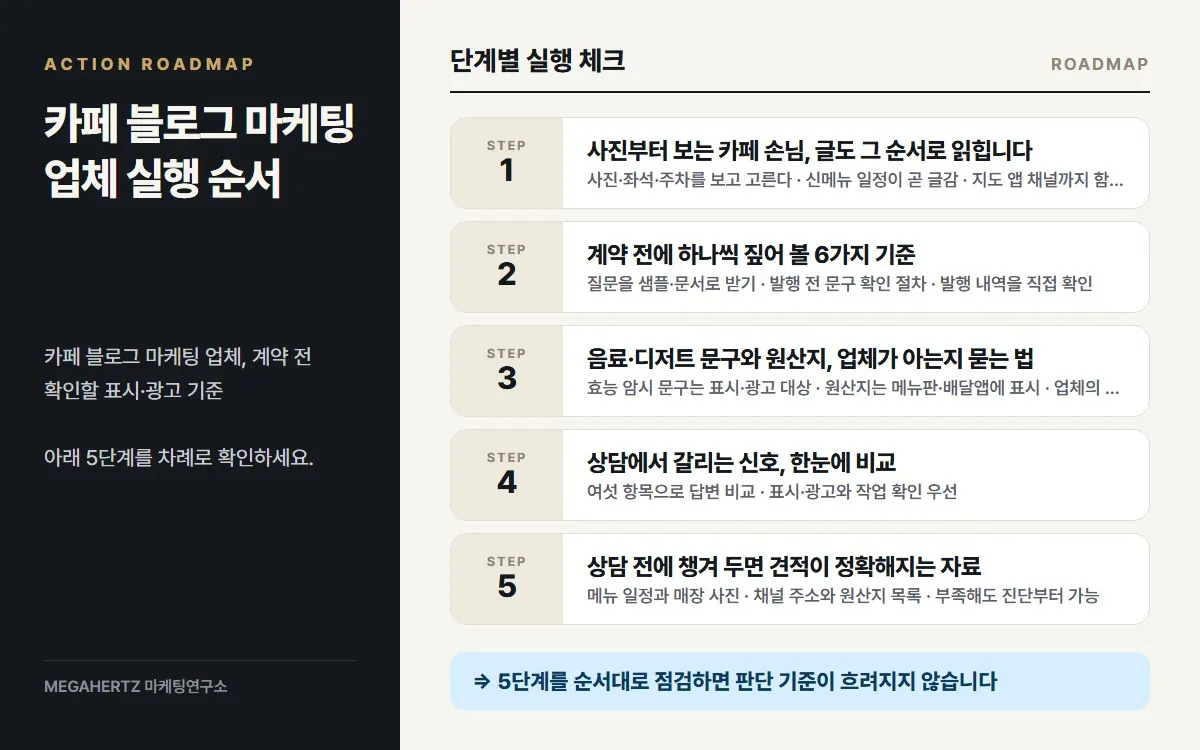 ACTION ROADMAP
카페 블로그 마케팅
업체 실행 순서
카페 블로그 마케팅 업체, 계약 전
확인할 표시·광고 기준
아래 5단계를 차례로 확인하세요.
MEGAHERTZ 마케팅연구소
단계별 실행 체크
ROADMAP
STEP
1
사진부터 보는 카페 손님, 글도 그 순서로 읽힙니다
사진·좌석·주차를 보고 고른다 · 신메뉴 일정이 곧 글감 · 지도 앱 채널까지 함...
STEP
2
계약 전에 하나씩 짚어 볼 6가지 기준
질문을 샘플·문서로 받기 · 발행 전 문구 확인 절차 · 발행 내역을 직접 확인
STEP
3
음료·디저트 문구와 원산지, 업체가 아는지 묻는 법
효능 암시 문구는 표시·광고 대상 · 원산지는 메뉴판·배달앱에 표시 · 업체의 ...
STEP
4
상담에서 갈리는 신호, 한눈에 비교
여섯 항목으로 답변 비교 · 표시·광고와 작업 확인 우선
STEP
5
상담 전에 챙겨 두면 견적이 정확해지는 자료
메뉴 일정과 매장 사진 · 채널 주소와 원산지 목록 · 부족해도 진단부터 가능
→ 5단계를 순서대로 점검하면 판단 기준이 흐려지지 않습니다